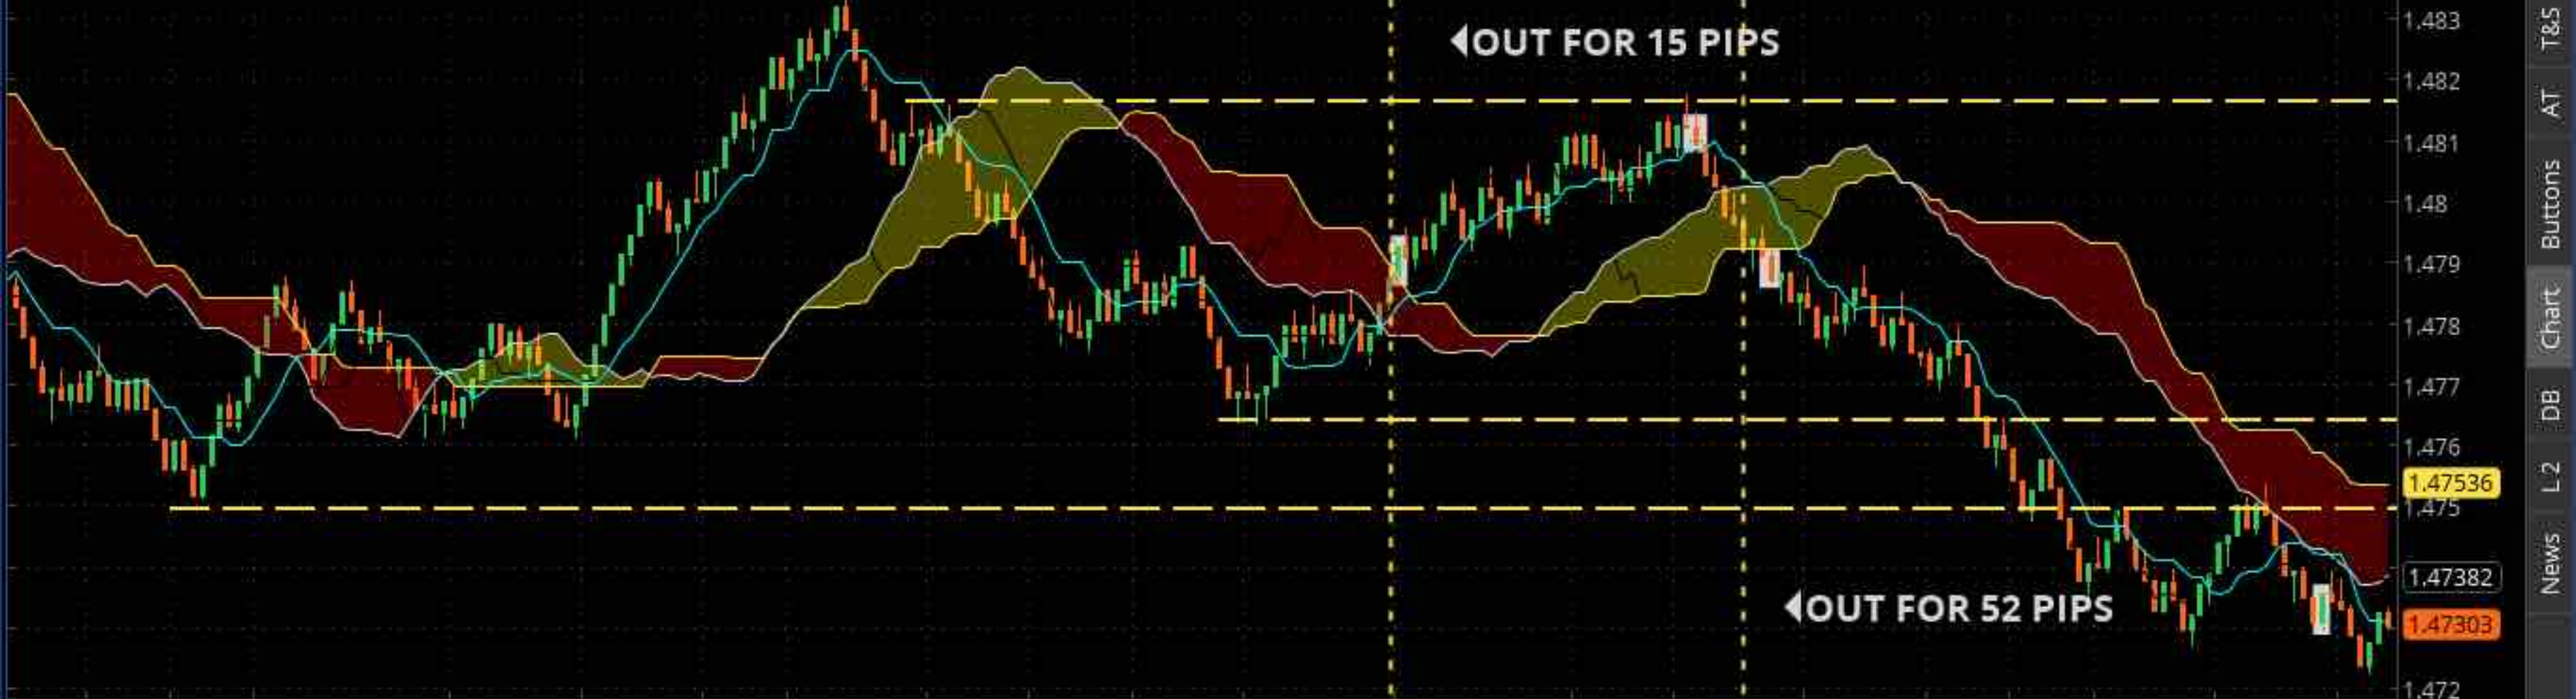 1.483
◄OUT FOR 15 PIPS
1.482
1.481
1.48
1.479
1.478
1.477
1.476
1.47536
1.475
1.47382
◄OUT FOR 52 PIPS
1.47303
1.472
T&S
AT
Buttons
Chart
DB
L2
News